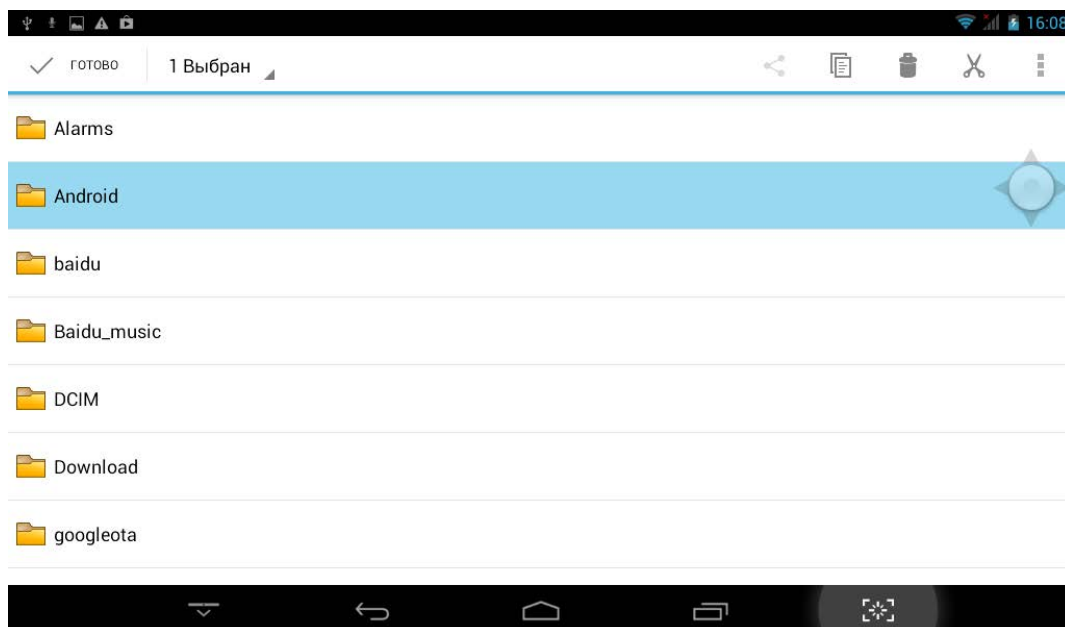 16:08
ГОТОВО
1 Выбран
Alarms
Android
baidu
Baidu_music
DCIM
Download
googleota